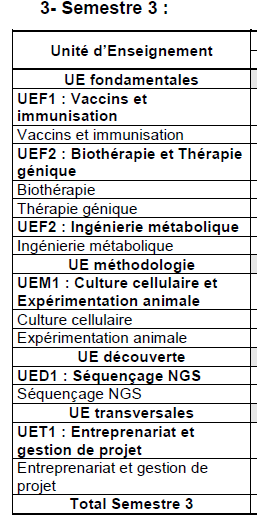 3- Semestre 3 :
Unité d'Enseignement
UE fondamentales
UEF1 : Vaccins et
immunisation
Vaccins et immunisation
UEF2 : Biothérapie et Thérapie
génique
Biothérapie
Thérapie génique
UEF2 : Ingénierie métabolique
Ingénierie métabolique
UE méthodologie
UEM1 : Culture cellulaire et
Expérimentation animale
Culture cellulaire
Expérimentation animale
UE découverte
UED1 : Séquençage NGS
Séquençage NGS
UE transversales
UET1 : Entreprenariat et
gestion de projet
Entreprenariat et gestion de
projet
Total Semestre 3